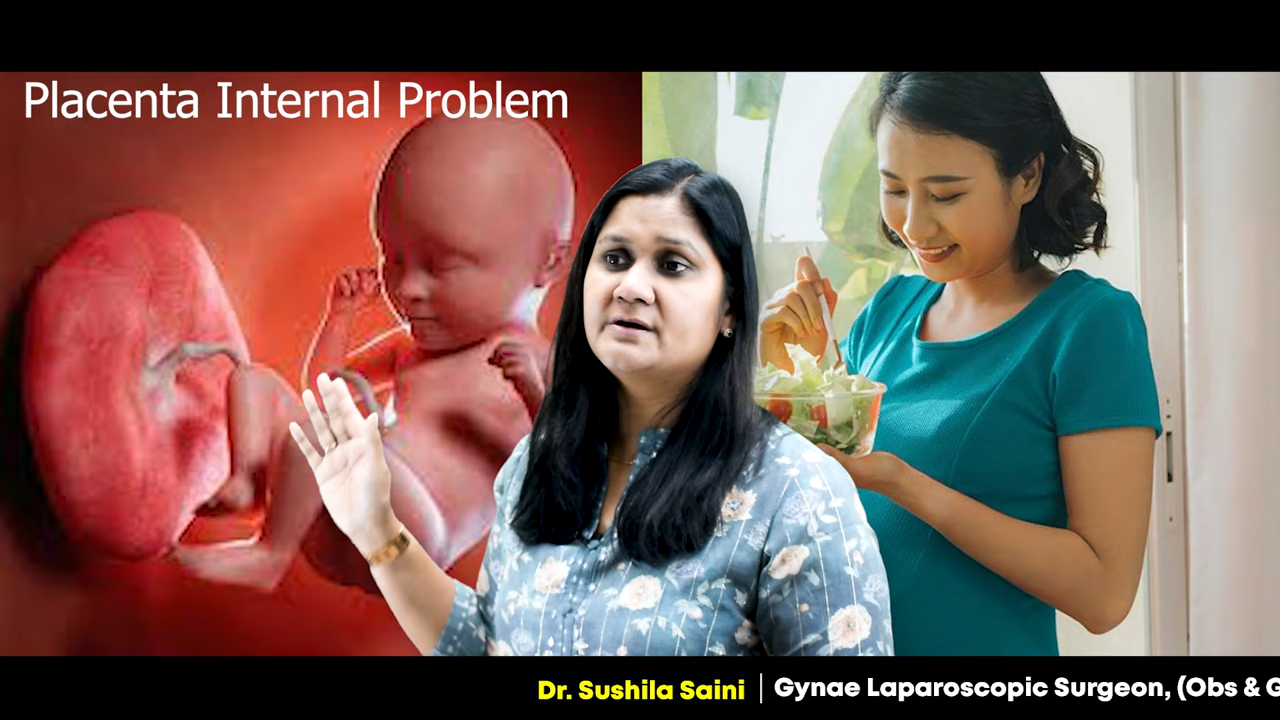 Placenta Internal Problem
Dr. Sushila Saini | Gynae Laparoscopic Surgeon, (Obs & G